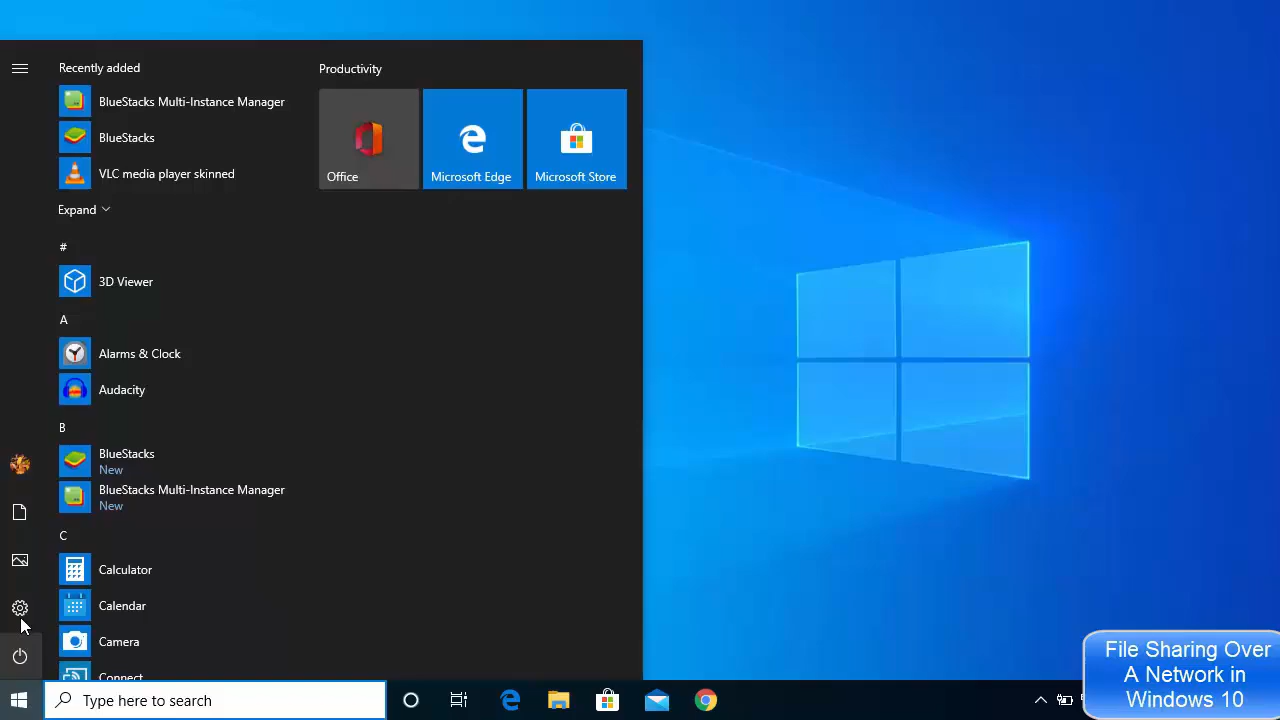 Recently added
BlueStacks Multi-Instance Manager
BlueStacks
VLC media player skinned
Expand
#
3D Viewer
A
Alarms & Clock
Audacity
B
BlueStacks
New
BlueStacks Multi-Instance Manager
New
C
Calculator
Calendar
Camera
Connect
Productivity
Office
Microsoft Edge
Microsoft Store
Type here to search
File Sharing Over
A Network in
Windows 10